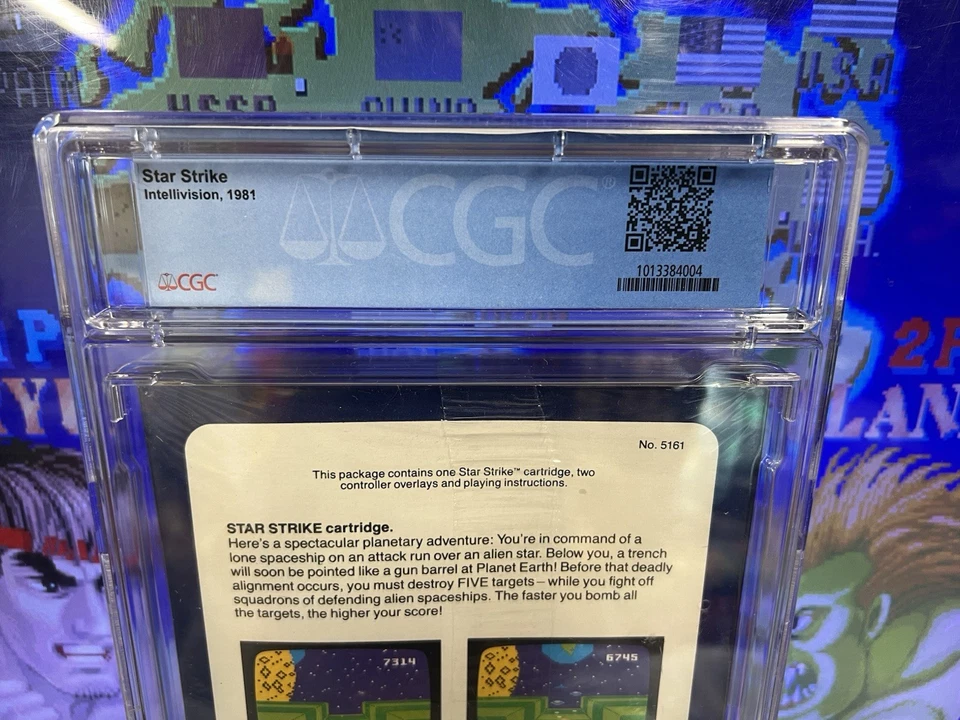 USSR
U.S.A
Star Strike
Intellivision, 1981
CGC®
CGC
1013384004
2P
No. 5161
This package contains one Star Strike™ cartridge, two
controller overlays and playing instructions.
STAR STRIKE cartridge.
Here's a spectacular planetary adventure: You're in command of a
lone spaceship on an attack run over an alien star. Below you, a trench
will soon be pointed like a gun barrel at Planet Earth! Before that deadly
alignment occurs, you must destroy FIVE targets—while you fight off
squadrons of defending alien spaceships. The faster you bomb all
the targets, the higher your score!
7314
6745